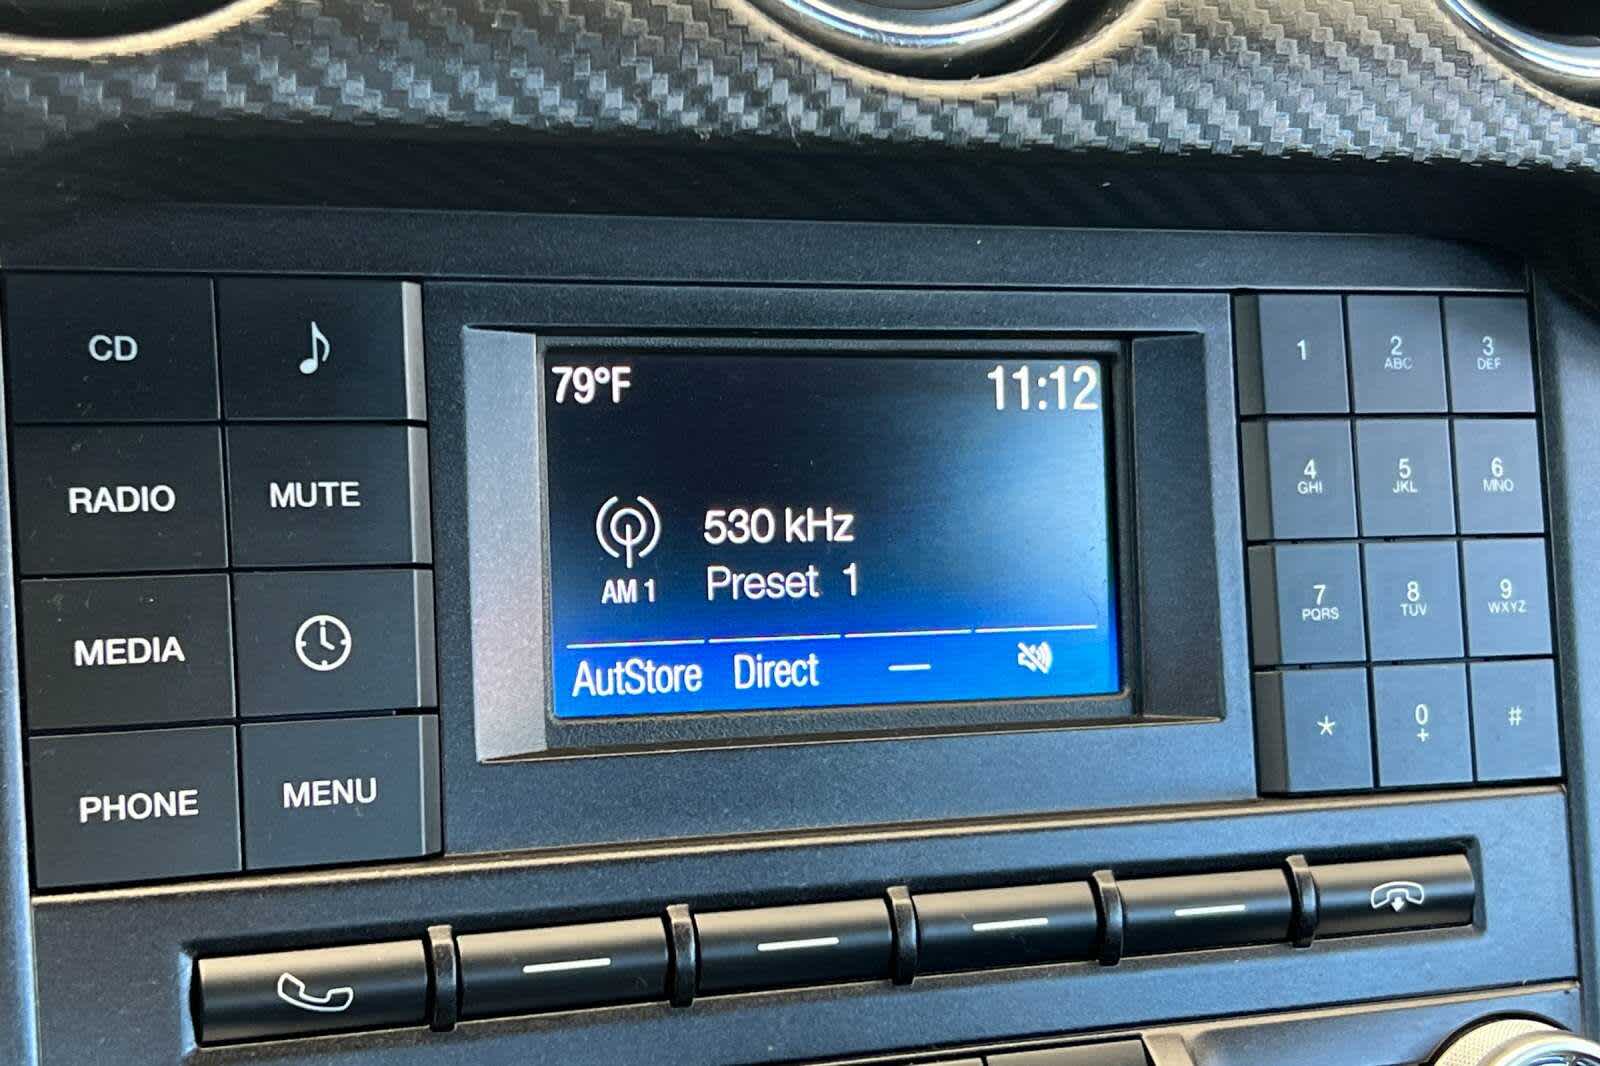 79°F 11:12
530 kHz
AM 1 Preset 1
AutStore Direct —
CD
RADIO MUTE
MEDIA
PHONE MENU
1 2 3
ABC DEF
4 5 6
GHI JKL MNO
7 8 9
PQRS TUV WXYZ
* 0 #
+